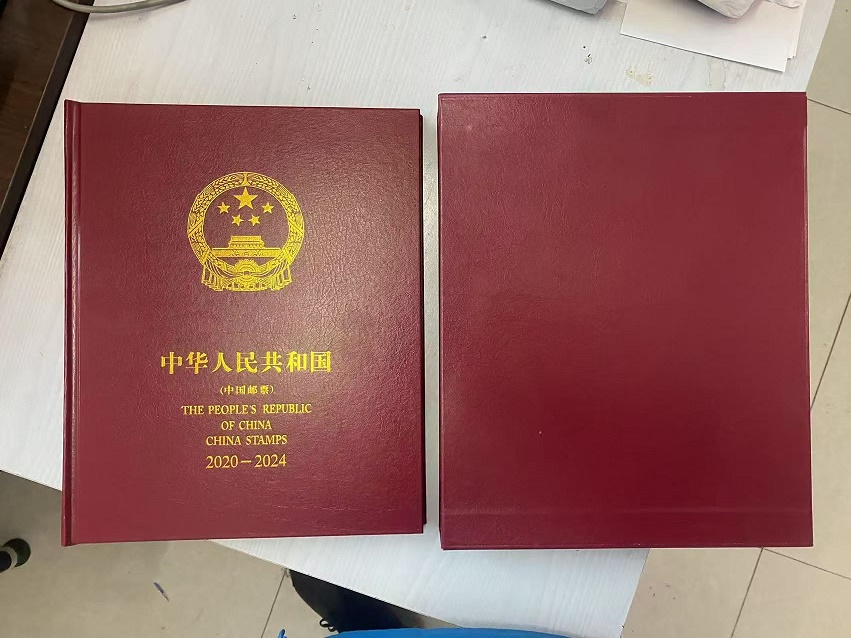 中华人民共和国
（中国邮票）
THE PEOPLE'S REPUBLIC
OF CHINA
CHINA STAMPS
2020－2024